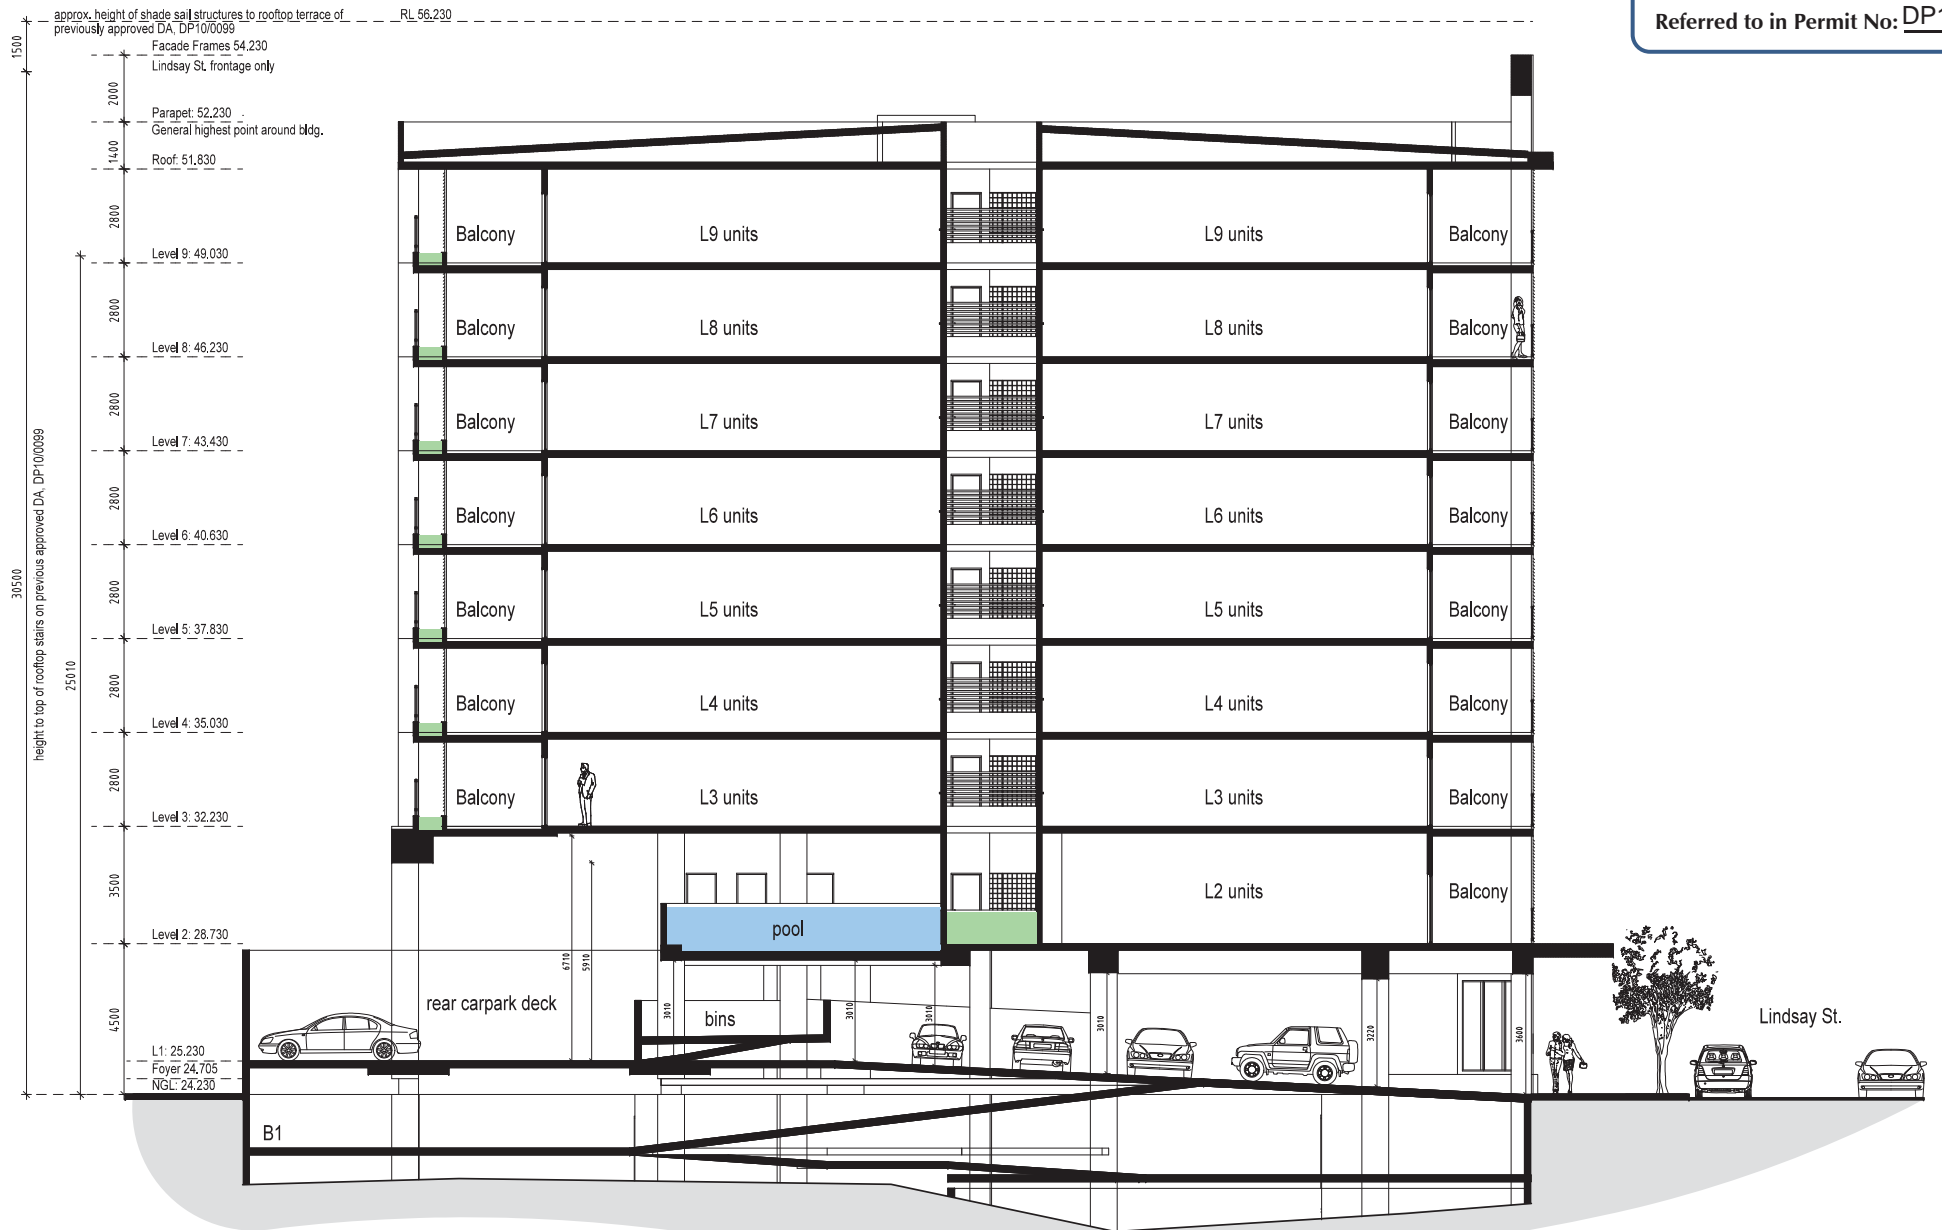 approx. height of shade sail structures to rooftop terrace of
previously approved DA, DP10/0099
RL 56.230
Referred to in Permit No:
Facade Frames 54.230
Lindsay St. frontage only
Parapet: 52.230
General highest point around bldg.
Roof: 51.830
Level 9: 49.030
Level 8: 46.230
Level 7: 43.430
Level 6: 40.630
Level 5: 37.830
Level 4: 35.030
Level 3: 32.230
Level 2: 28.730
L1: 25.230
Foyer 24.705
NGL: 24.230
1500
30500
height to top of rooftop stairs on previous approved DA, DP10/0099
25010
2000
1400
2800
2800
2800
2800
2800
2800
2800
3500
4500
Balcony L9 units L9 units Balcony
Balcony L8 units L8 units Balcony
Balcony L7 units L7 units Balcony
Balcony L6 units L6 units Balcony
Balcony L5 units L5 units Balcony
Balcony L4 units L4 units Balcony
Balcony L3 units L3 units Balcony
L2 units Balcony
pool
6710
5910
rear carpark deck
bins
3010
3010
3010
3010
3220
3600
Lindsay St.
B1